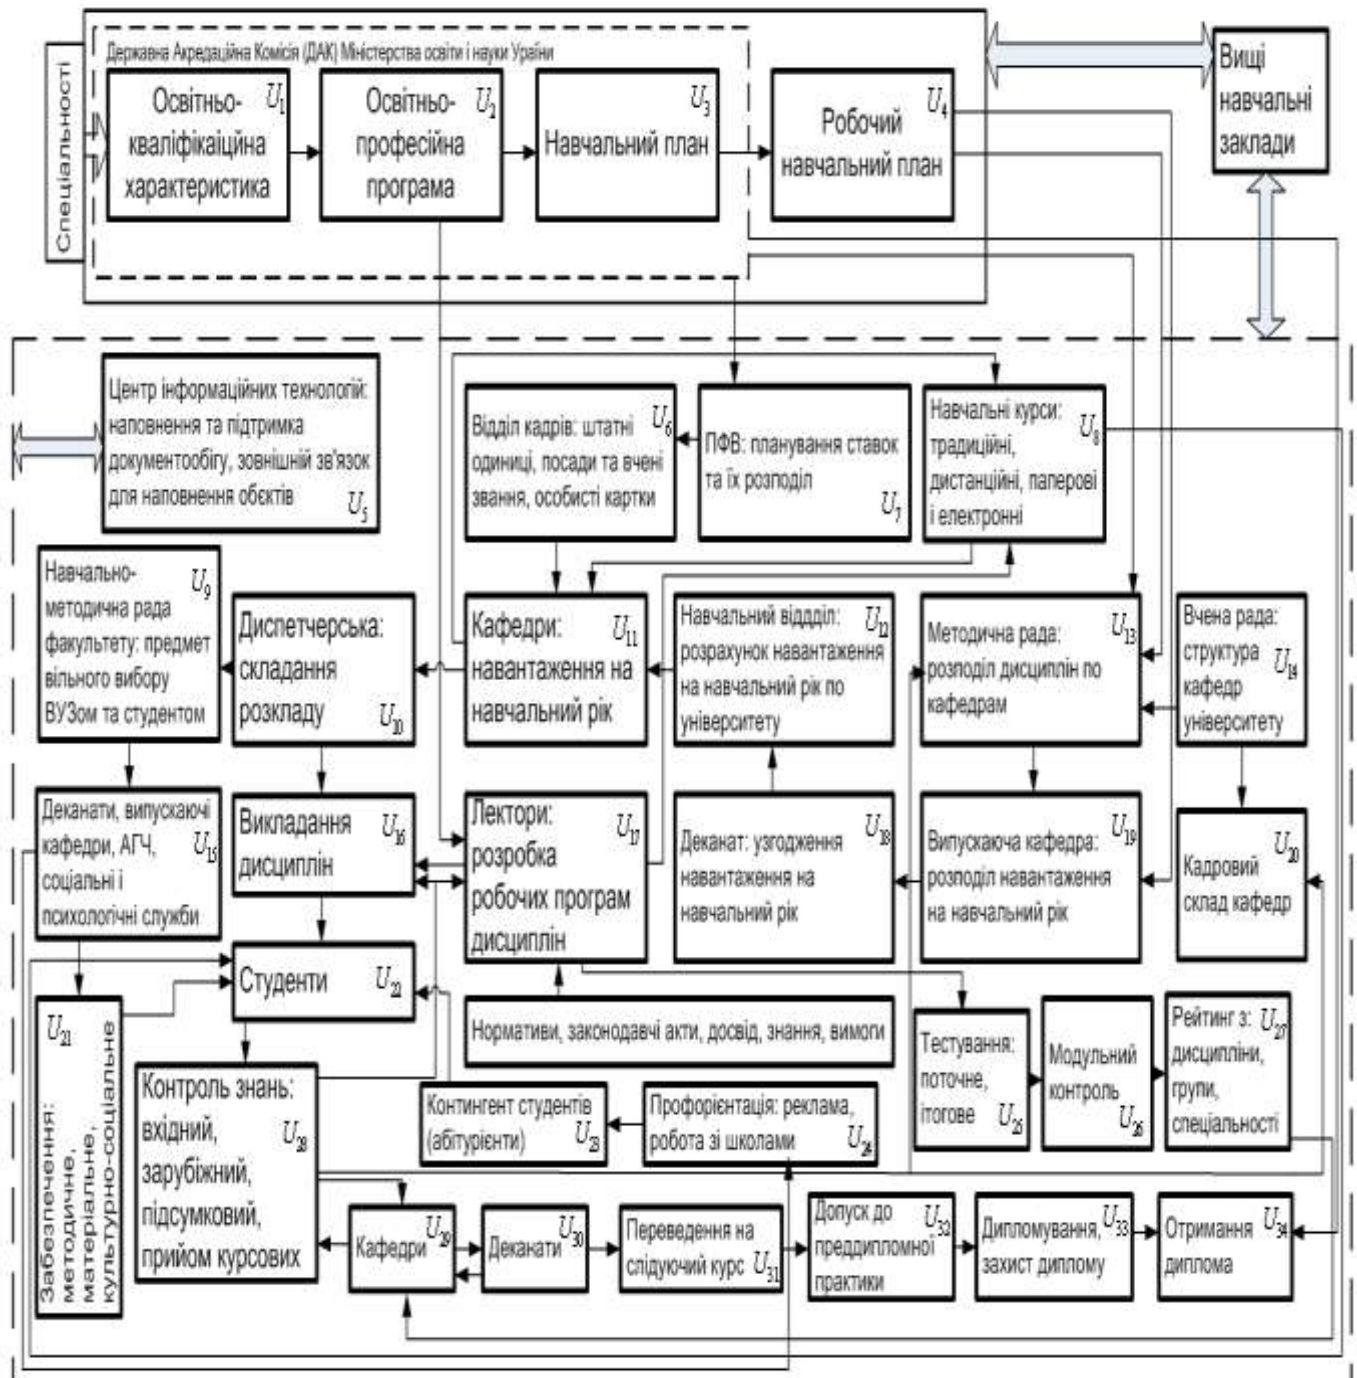 Спеціальності
Державна Акредаційна Комісія (ДАК) Міністерства освіти і науки Ураїни
Освітньо-
кваліфікаіцйна
характеристика
U1
Освітньо-
професійна
програма
U2
Навчальний план
U3
Робочий
навчальний план
U4
Вищі
навчальні
заклади
Центр інформаційних технологій:
наповнення та підтримка
документообігу, зовнішній зв'язок
для наповнення обєктів
U5
Відділ кадрів: штатні
одиниці, посади та вчені
звання, особисті картки
U6
ПФВ: планування ставок
та їх розподіл
U7
Навчальні курси:
традиційні,
дистанційні, паперові
і електронні
U8
Навчально-
методична рада
факультету: предмет
вільного вибору
ВУЗом та студентом
U9
Диспетчерська:
складання
розкладу
U10
Кафедри:
навантаження на
навчальний рік
U11
Навчальний віддділ:
розрахунок навантаження
на навчальний рік по
університету
U12
Методична рада:
розподіл дисциплін по
кафедрам
U13
Вчена рада:
структура
кафедр
університету
U14
Деканати, випускаючі
кафедри, АГЧ,
соціальні і
психологічні служби
U15
Викладання
дисциплін
U16
Лектори:
розробка
робочих програм
дисциплін
U17
Деканат: узгодження
навантаження на
навчальний рік
U18
Випускаюча кафедра:
розподіл навантаження
на навчальний рік
U19
Кадровий
склад кафедр
U20
U21
Забезпечення:
методичне,
матеріальне,
культурно-соціальне
Студенти
U22
Нормативи, законодавчі акти, досвід, знання, вимоги
Контроль знань:
вхідний,
зарубіжний,
підсумковий,
прийом курсових
U28
Контингент студентів
(абітурієнти)
U23
Профорієнтація: реклама,
робота зі школами
U24
Тестування:
поточне,
ітогове
U25
Модульний
контроль
U26
Рейтинг з:
дисципліни,
групи,
спеціальності
U27
Кафедри
U29
Деканати
U30
Переведення на
слідуючий курс
U31
Допуск до
преддипломної
практики
U32
Дипломування,
захист диплому
U33
Отримання
диплома
U34